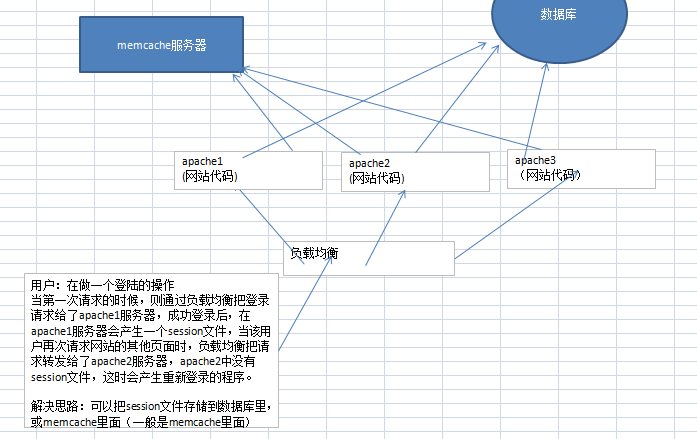 memcache服务器
数据库
apache1
(网站代码)
apache2
(网站代码)
apache3
（网站代码）
负载均衡
用户：在做一个登陆的操作
当第一次请求的时候，则通过负载均衡把登录
请求给了apache1服务器，成功登录后，在
apache1服务器会产生一个session文件，当该用
户再次请求网站的其他页面时，负载均衡把请
求转发给了apache2服务器，apache2中没有
session文件，这时会产生重新登录的程序。
解决思路：可以把session文件存储到数据库里，
或memcache里面（一般是memcache里面）